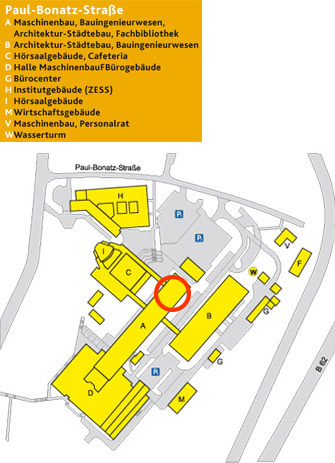 Paul-Bonatz-Straße
A Maschinenbau, Bauingenieurwesen,
Architektur-Städtebau, Fachbibliothek
B Architektur-Städtebau, Bauingenieurwesen
C Hörsaalgebäude, Cafeteria
D Halle MaschinenbauFBürogebäude
G Bürocenter
H Institutgebäude (ZESS)
I Hörsaalgebäude
M Wirtschaftsgebäude
V Maschinenbau, Personalrat
W Wasserturm
Paul-Bonatz-Straße
H
P
P
V
I
F
C
W
G
A
B
B 62
G
P
D
M